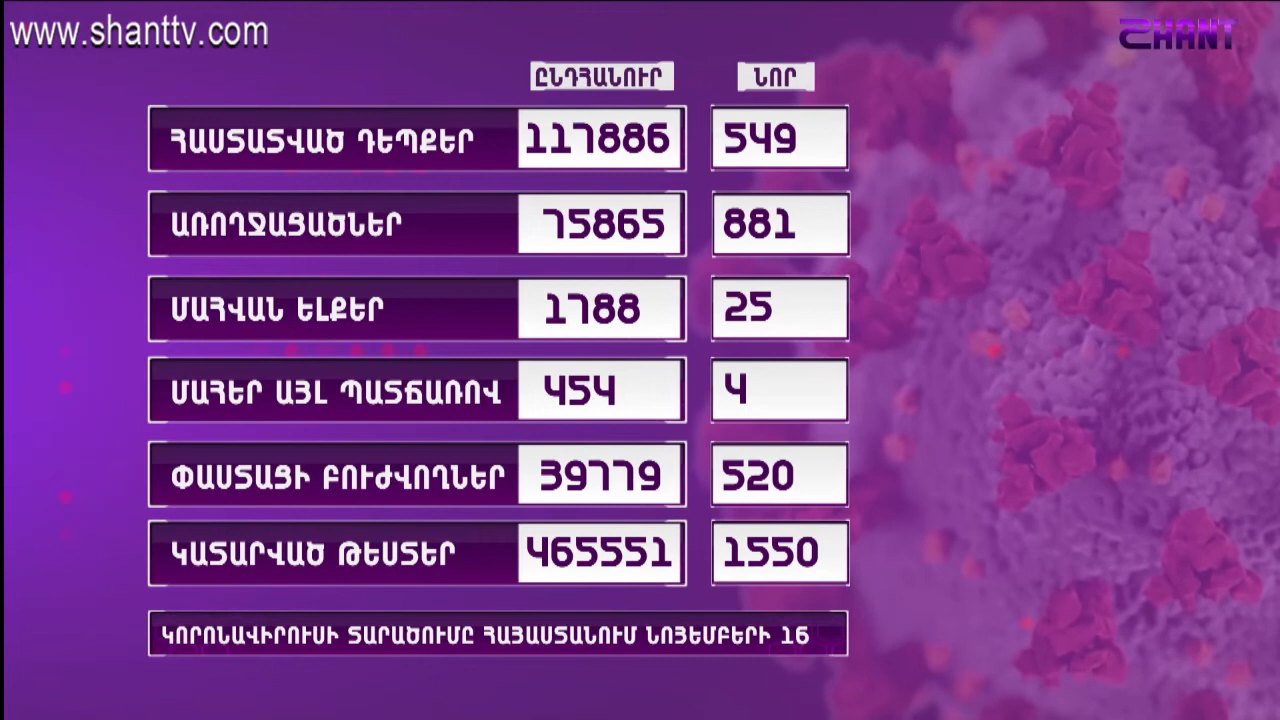 www.shanttv.com
SHANT
ԸՆԴՀԱՆՈՒՐ ՆՈՐ
ՀԱՍՏԱՏՎԱԾ ԴԵՊՔԵՐ 117886 549
ԱՌՈՂՋԱՑԱԾՆԵՐ 75865 881
ՄԱՀՎԱՆ ԵԼՔԵՐ 1788 25
ՄԱՀԵՐ ԱՅԼ ՊԱՏՃԱՌՈՎ 454 4
ՓԱՍՏԱՑԻ ԲՈՒԺՎՈՂՆԵՐ 39779 520
ԿԱՏԱՐՎԱԾ ԹԵՍՏԵՐ 465551 1550
ԿՈՐՈՆԱՎԻՐՈՒՍԻ ՏԱՐԱԾՈՒՄԸ ՀԱՅԱՍՏԱՆՈՒՄ ՆՈՅԵՄԲԵՐԻ 16